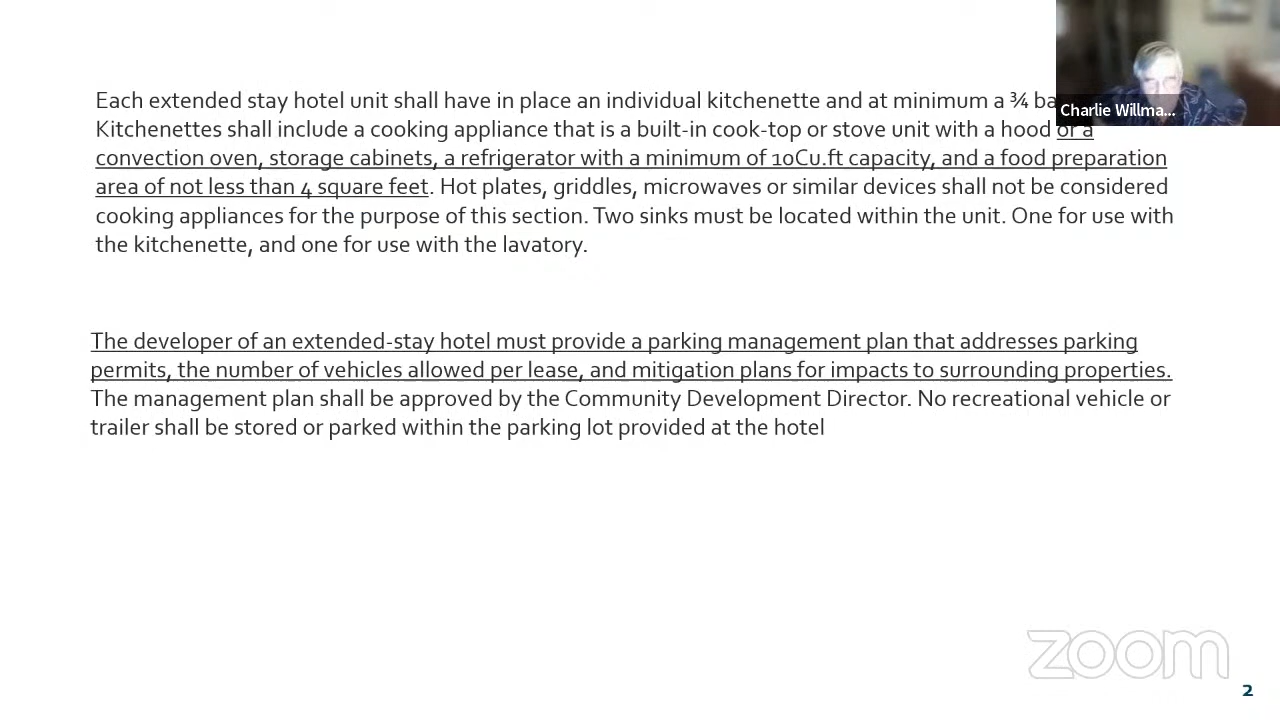 Each extended stay hotel unit shall have in place an individual kitchenette and at minimum a ¾
Kitchenettes shall include a cooking appliance that is a built-in cook-top or stove unit with a hood or a
convection oven, storage cabinets, a refrigerator with a minimum of 10Cu.ft capacity, and a food preparation
area of not less than 4 square feet. Hot plates, griddles, microwaves or similar devices shall not be considered
cooking appliances for the purpose of this section. Two sinks must be located within the unit. One for use with
the kitchenette, and one for use with the lavatory.
The developer of an extended-stay hotel must provide a parking management plan that addresses parking
permits, the number of vehicles allowed per lease, and mitigation plans for impacts to surrounding properties.
The management plan shall be approved by the Community Development Director. No recreational vehicle or
trailer shall be stored or parked within the parking lot provided at the hotel
Charlie Willma...
zoom
2